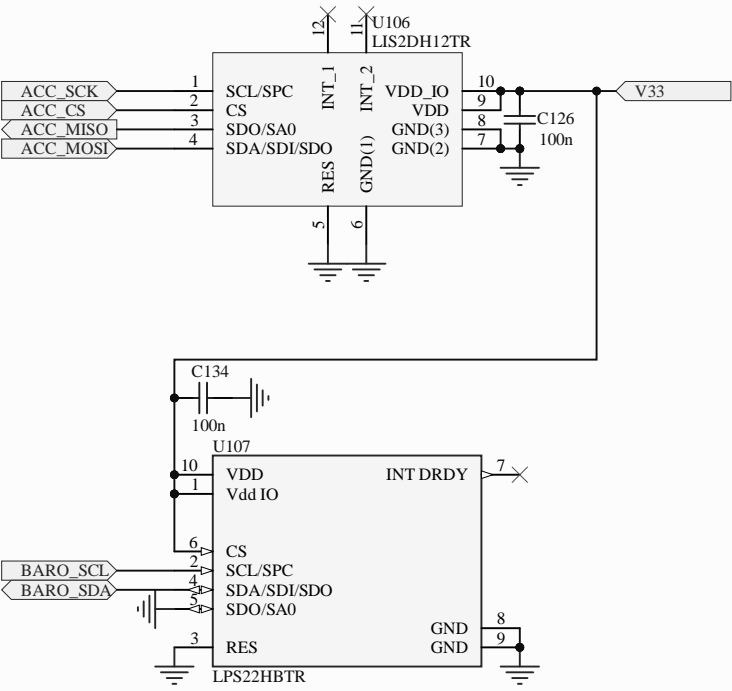 U106
LIS2DH12TR
12
11
INT_1
INT_2
ACC_SCK
1
SCL/SPC
VDD_IO
10
V33
ACC_CS
2
CS
VDD
9
ACC_MISO
3
SDO/SA0
GND(3)
8
C126
ACC_MOSI
4
SDA/SDI/SDO
GND(2)
7
100n
RES
GND(1)
5
6
C134
100n
U107
10
VDD
INT DRDY
7
1
Vdd IO
6
CS
BARO_SCL
2
SCL/SPC
BARO_SDA
4
SDA/SDI/SDO
5
SDO/SA0
GND
8
3
RES
GND
9
LPS22HBTR